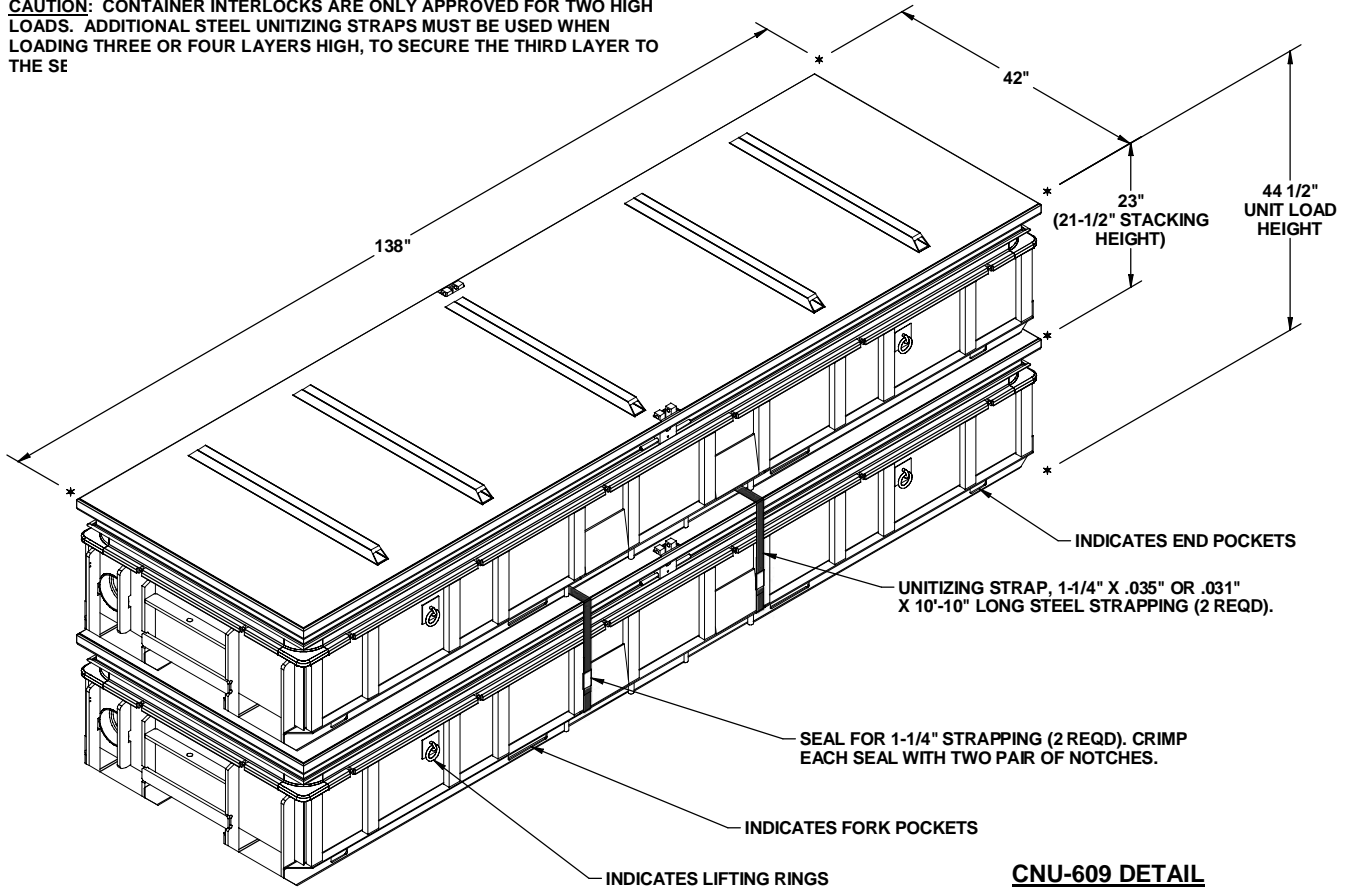 CAUTION: CONTAINER INTERLOCKS ARE ONLY APPROVED FOR TWO HIGH
LOADS. ADDITIONAL STEEL UNITIZING STRAPS MUST BE USED WHEN
LOADING THREE OR FOUR LAYERS HIGH, TO SECURE THE THIRD LAYER TO
THE SE
42"
138"
23"
(21-1/2" STACKING
HEIGHT)
44 1/2"
UNIT LOAD
HEIGHT
INDICATES END POCKETS
UNITIZING STRAP, 1-1/4" X .035" OR .031"
X 10'-10" LONG STEEL STRAPPING (2 REQD).
SEAL FOR 1-1/4" STRAPPING (2 REQD). CRIMP
EACH SEAL WITH TWO PAIR OF NOTCHES.
INDICATES FORK POCKETS
INDICATES LIFTING RINGS
CNU-609 DETAIL